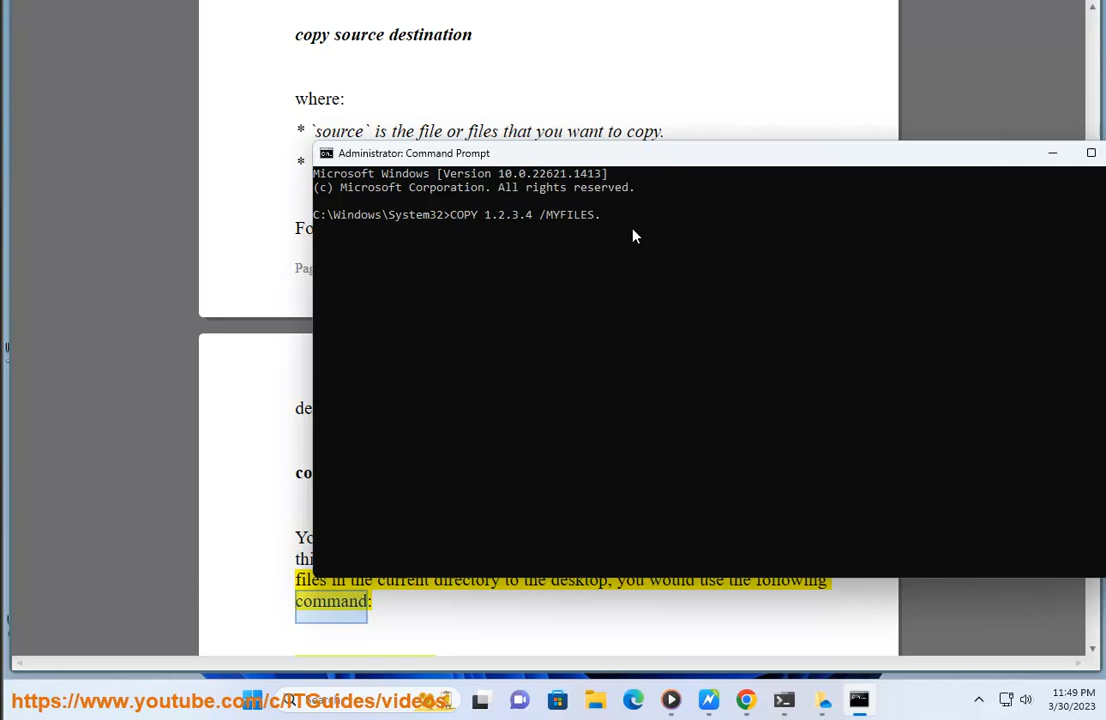 copy source destination
where:
* `source` is the file or files that you want to copy.
*
Administrator: Command Prompt
Microsoft Windows [Version 10.0.22621.1413]
(c) Microsoft Corporation. All rights reserved.
C:\Windows\System32>COPY 1.2.3.4 /MYFILES.
files in the current directory to the desktop, you would use the following
command:
https://www.youtube.com/c/ITGuides/videos
11:49 PM
3/30/2023